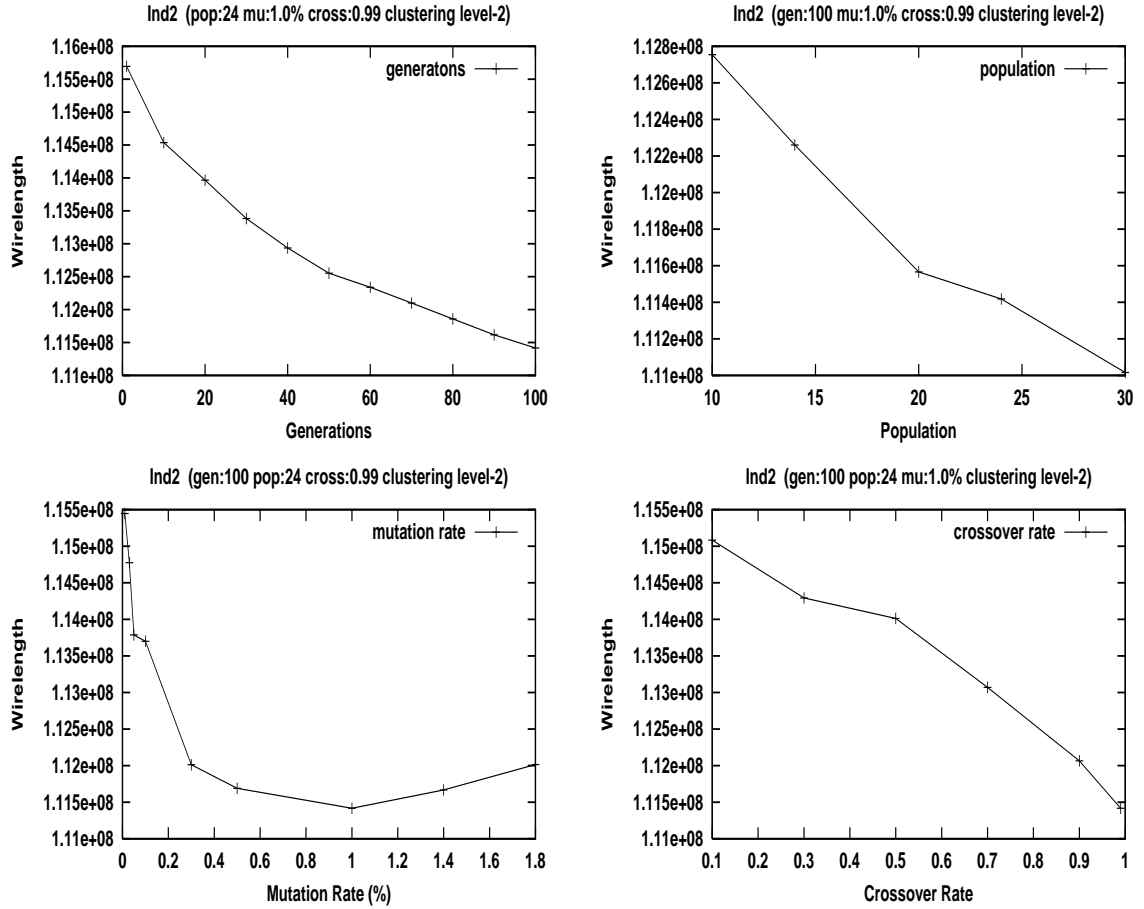 Ind2 (pop:24 mu:1.0% cross:0.99 clustering level-2)
1.16e+08
1.155e+08
1.15e+08
1.145e+08
1.14e+08
1.135e+08
1.13e+08
1.125e+08
1.12e+08
1.115e+08
1.11e+08
Wirelength
generatons
0 20 40 60 80 100
Generations
Ind2 (gen:100 mu:1.0% cross:0.99 clustering level-2)
1.128e+08
1.126e+08
1.124e+08
1.122e+08
1.12e+08
1.118e+08
1.116e+08
1.114e+08
1.112e+08
1.11e+08
Wirelength
population
10 15 20 25 30
Population
Ind2 (gen:100 pop:24 cross:0.99 clustering level-2)
1.155e+08
1.15e+08
1.145e+08
1.14e+08
1.135e+08
1.13e+08
1.125e+08
1.12e+08
1.115e+08
1.11e+08
Wirelength
mutation rate
0 0.2 0.4 0.6 0.8 1 1.2 1.4 1.6 1.8
Mutation Rate (%)
Ind2 (gen:100 pop:24 mu:1.0% clustering level-2)
1.155e+08
1.15e+08
1.145e+08
1.14e+08
1.135e+08
1.13e+08
1.125e+08
1.12e+08
1.115e+08
1.11e+08
Wirelength
crossover rate
0.1 0.2 0.3 0.4 0.5 0.6 0.7 0.8 0.9 1
Crossover Rate